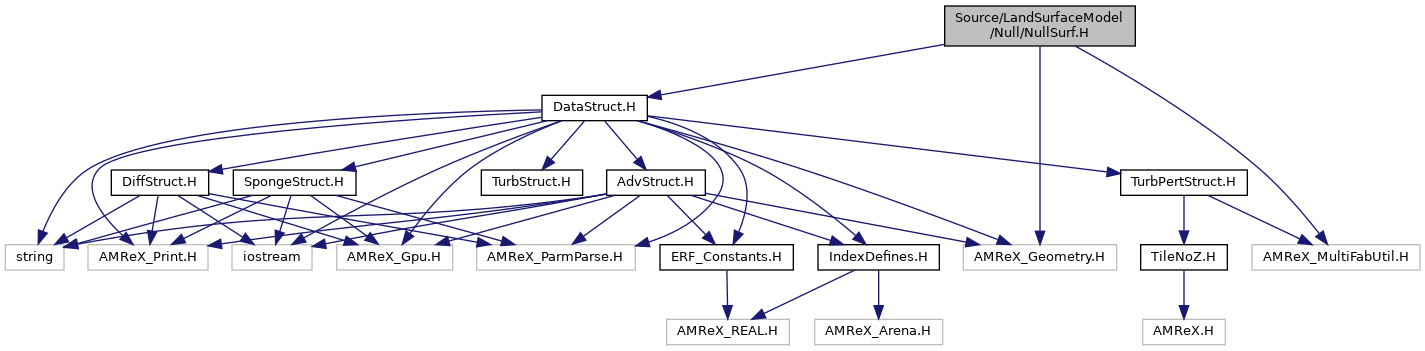 Source/LandSurfaceModel
/Null/NullSurf.H
DataStruct.H
DiffStruct.H
SpongeStruct.H
TurbStruct.H
AdvStruct.H
TurbPertStruct.H
string
AMReX_Print.H
iostream
AMReX_Gpu.H
AMReX_ParmParse.H
ERF_Constants.H
IndexDefines.H
AMReX_Geometry.H
TileNoZ.H
AMReX_MultiFabUtil.H
AMReX_REAL.H
AMReX_Arena.H
AMReX.H